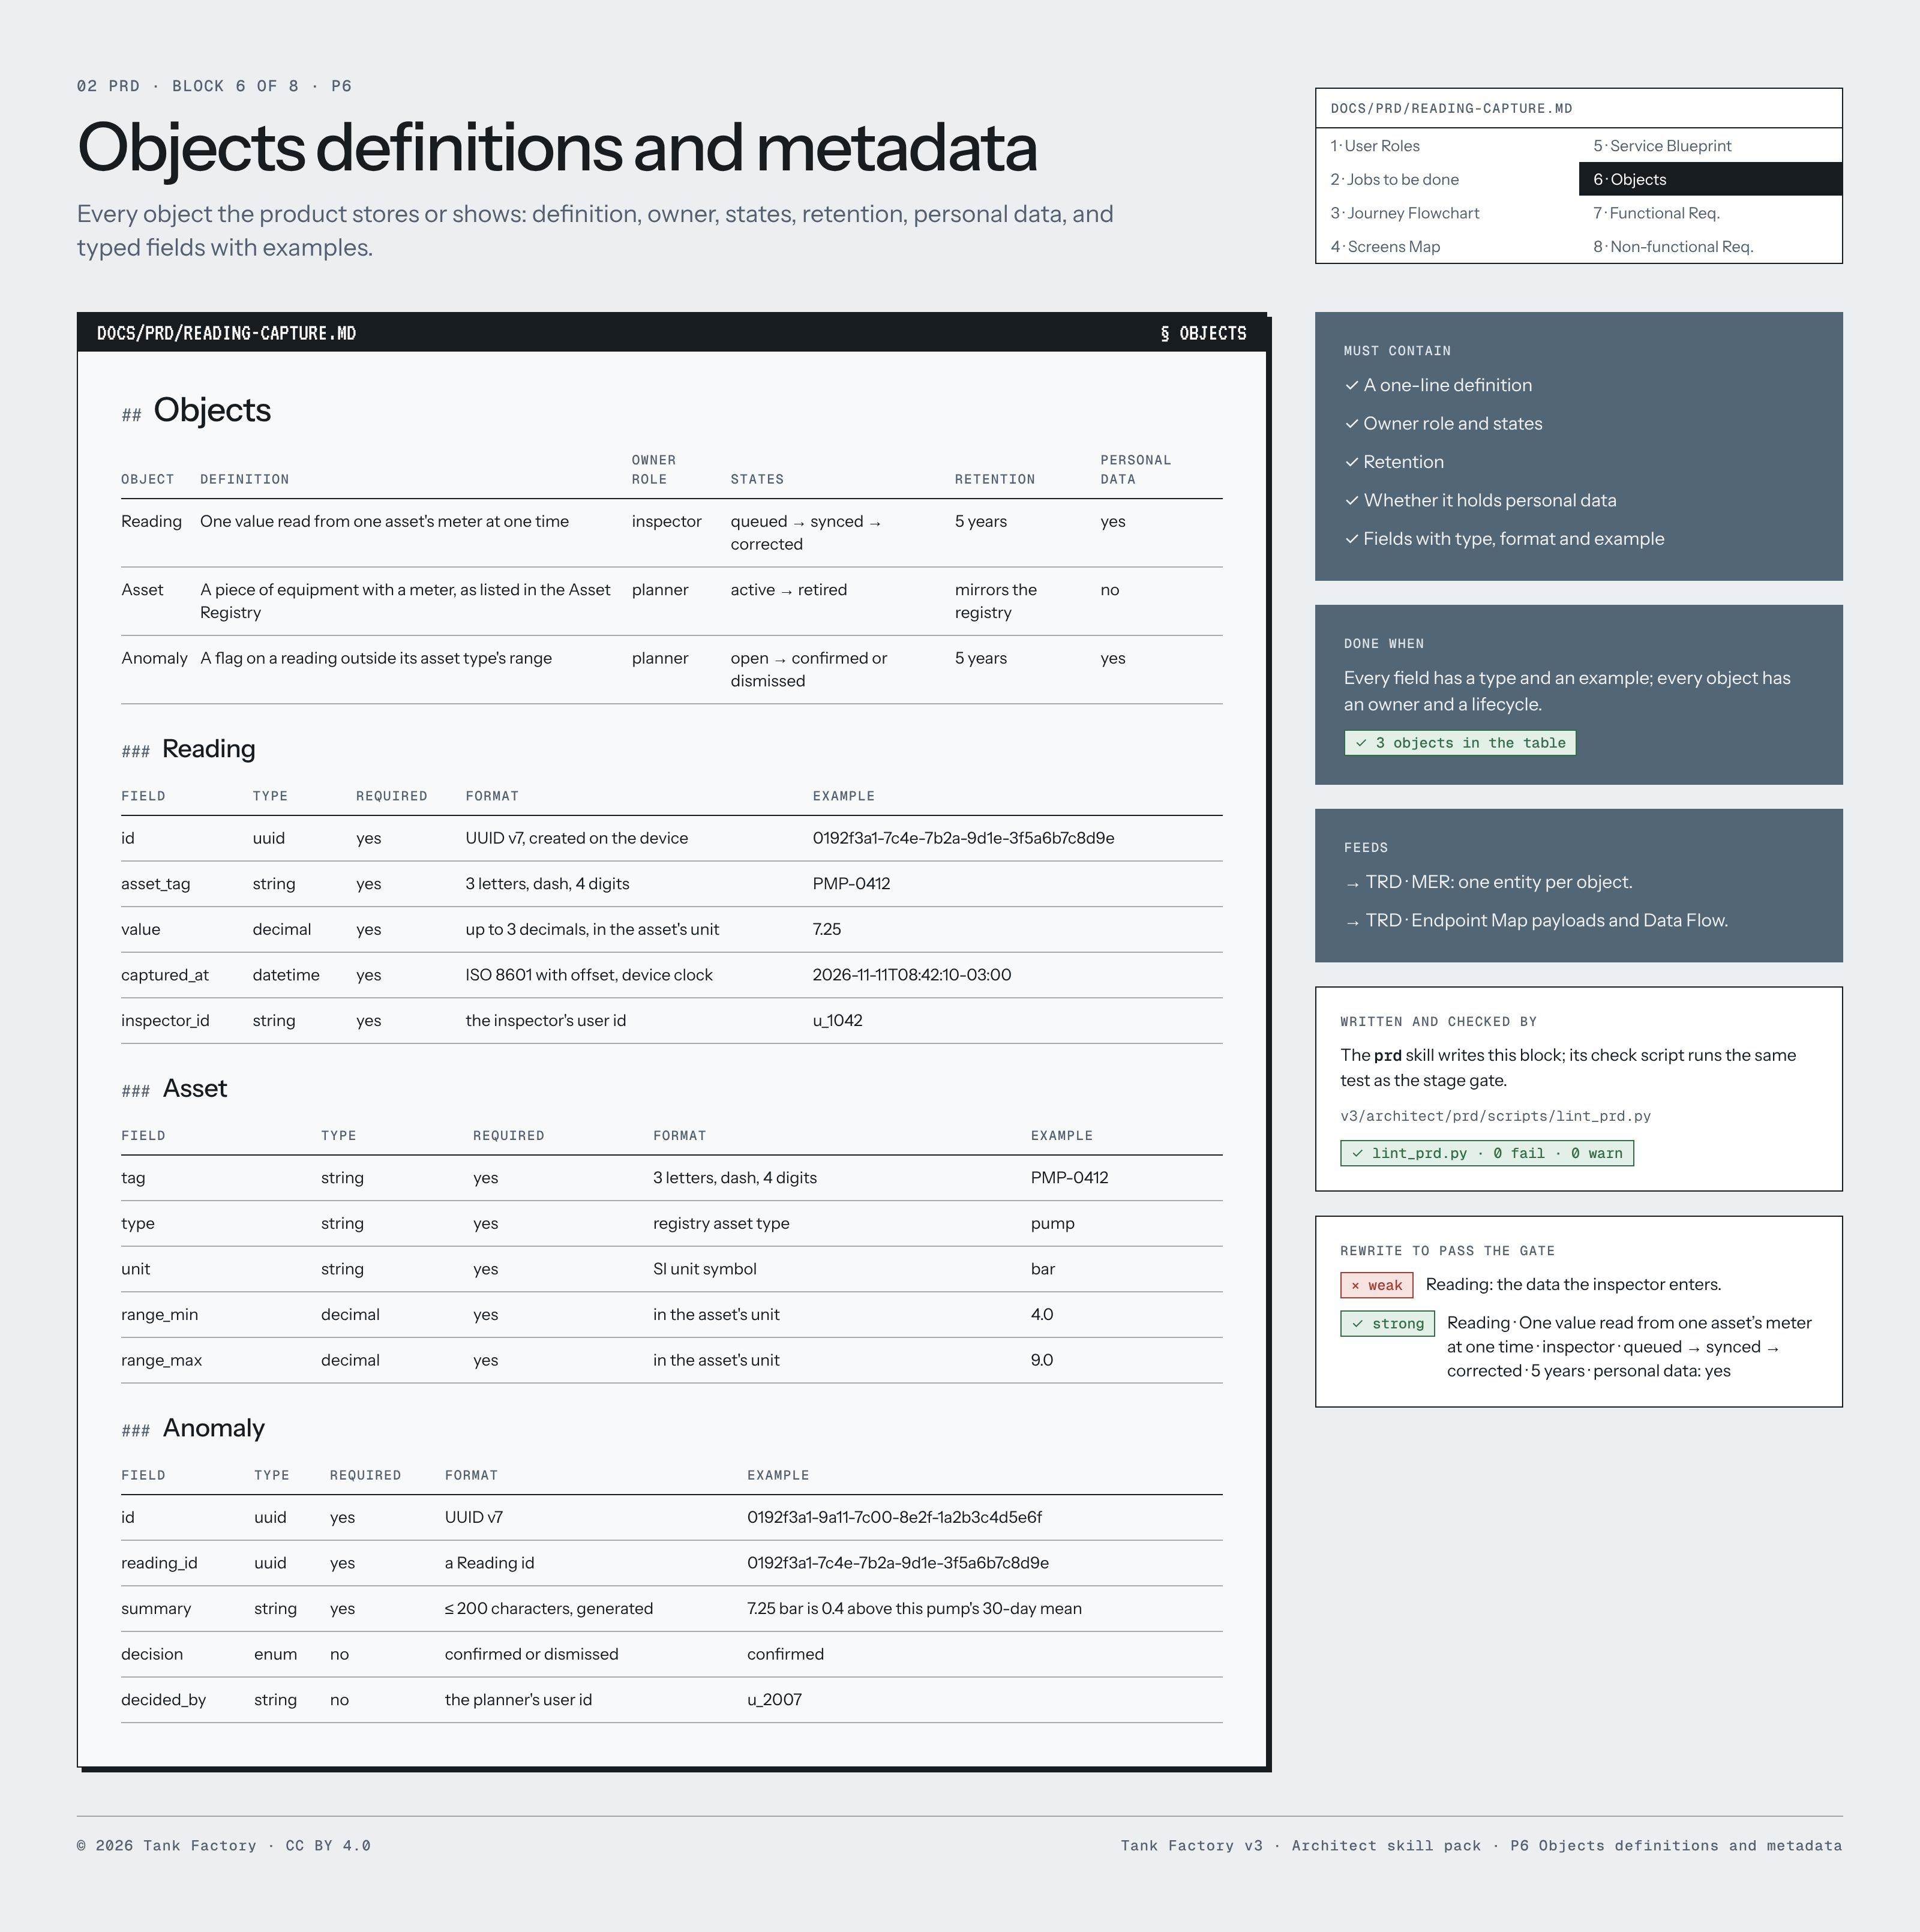 02 PRD · BLOCK 6 OF 8 · P6
Objects definitions and metadata
Every object the product stores or shows: definition, owner, states, retention, personal data, and
typed fields with examples.
DOCS/PRD/READING-CAPTURE.MD
1 · User Roles
2 · Jobs to be done
3 · Journey Flowchart
4 · Screens Map
5 · Service Blueprint
6 · Objects
7 · Functional Req.
8 · Non-functional Req.
DOCS/PRD/READING-CAPTURE.MD § OBJECTS
## Objects
OBJECT DEFINITION OWNER ROLE STATES RETENTION PERSONAL DATA
Reading One value read from one asset's meter at one time inspector queued → synced → corrected 5 years yes
Asset A piece of equipment with a meter, as listed in the Asset Registry planner active → retired mirrors the registry no
Anomaly A flag on a reading outside its asset type's range planner open → confirmed or dismissed 5 years yes
### Reading
FIELD TYPE REQUIRED FORMAT EXAMPLE
id uuid yes UUID v7, created on the device 0192f3a1-7c4e-7b2a-9d1e-3f5a6b7c8d9e
asset_tag string yes 3 letters, dash, 4 digits PMP-0412
value decimal yes up to 3 decimals, in the asset's unit 7.25
captured_at datetime yes ISO 8601 with offset, device clock 2026-11-11T08:42:10-03:00
inspector_id string yes the inspector's user id u_1042
### Asset
FIELD TYPE REQUIRED FORMAT EXAMPLE
tag string yes 3 letters, dash, 4 digits PMP-0412
type string yes registry asset type pump
unit string yes SI unit symbol bar
range_min decimal yes in the asset's unit 4.0
range_max decimal yes in the asset's unit 9.0
### Anomaly
FIELD TYPE REQUIRED FORMAT EXAMPLE
id uuid yes UUID v7 0192f3a1-9a11-7c00-8e2f-1a2b3c4d5e6f
reading_id uuid yes a Reading id 0192f3a1-7c4e-7b2a-9d1e-3f5a6b7c8d9e
summary string yes ≤ 200 characters, generated 7.25 bar is 0.4 above this pump's 30-day mean
decision enum no confirmed or dismissed confirmed
decided_by string no the planner's user id u_2007
MUST CONTAIN
✓ A one-line definition
✓ Owner role and states
✓ Retention
✓ Whether it holds personal data
✓ Fields with type, format and example
DONE WHEN
Every field has a type and an example; every object has
an owner and a lifecycle.
✓ 3 objects in the table
FEEDS
→ TRD · MER: one entity per object.
→ TRD · Endpoint Map payloads and Data Flow.
WRITTEN AND CHECKED BY
The prd skill writes this block; its check script runs the same
test as the stage gate.
v3/architect/prd/scripts/lint_prd.py
✓ lint_prd.py · 0 fail · 0 warn
REWRITE TO PASS THE GATE
× weak Reading: the data the inspector enters.
✓ strong Reading · One value read from one asset's meter
at one time · inspector · queued → synced →
corrected · 5 years · personal data: yes
© 2026 Tank Factory · CC BY 4.0
Tank Factory v3 · Architect skill pack · P6 Objects definitions and metadata